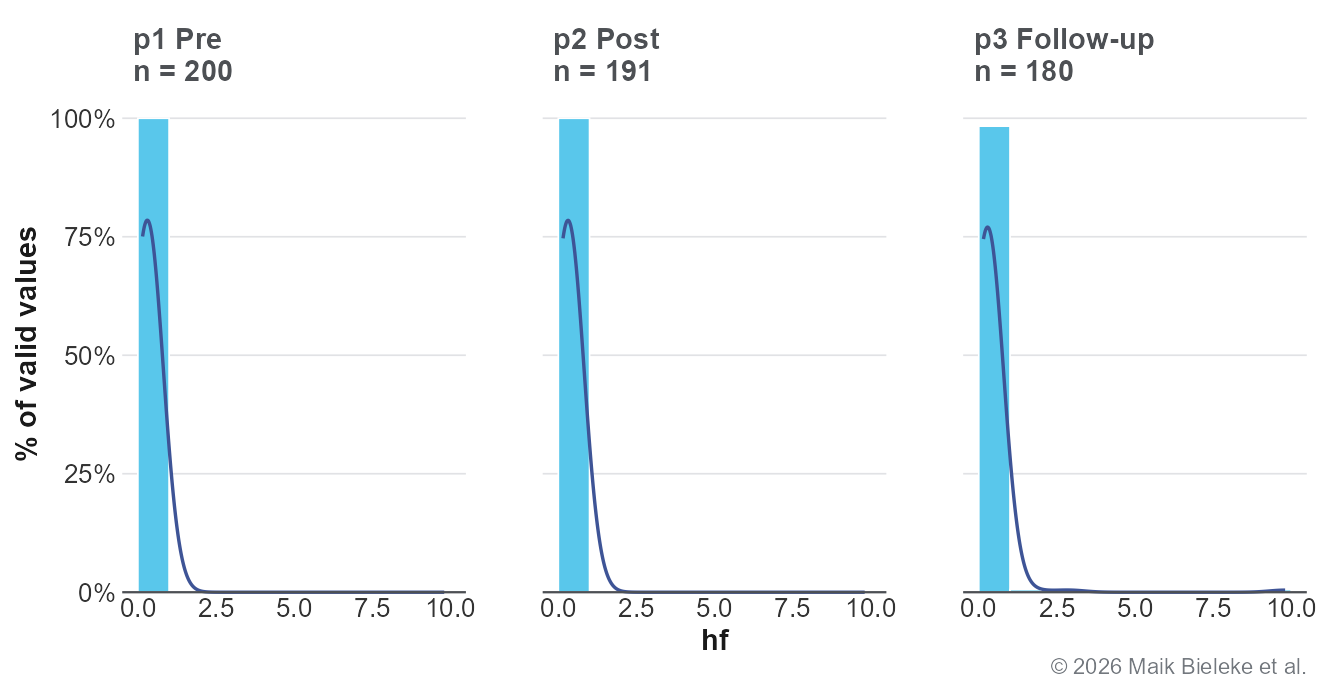 p1 Pre
n = 200
p2 Post
n = 191
p3 Follow-up
n = 180
% of valid values
100%
75%
50%
25%
0%
0.0 2.5 5.0 7.5 10.0
0.0 2.5 5.0 7.5 10.0
0.0 2.5 5.0 7.5 10.0
hf
© 2026 Maik Bieleke et al.